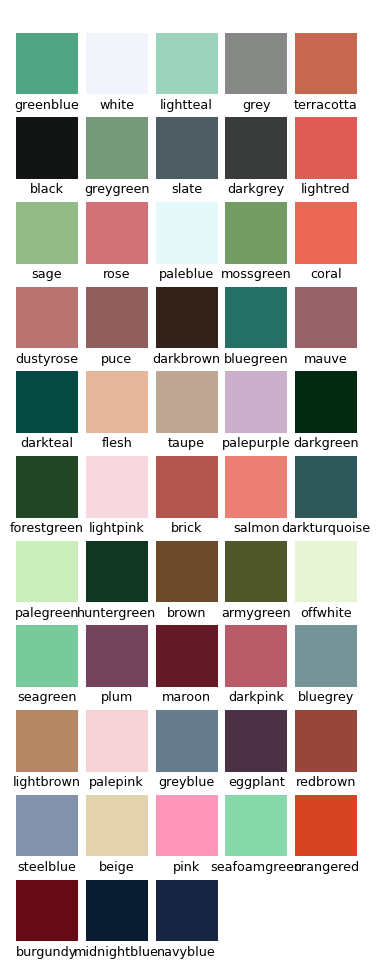 greenblue white lightteal grey terracotta
black greygreen slate darkgrey lightred
sage rose paleblue mossgreen coral
dustyrose puce darkbrown bluegreen mauve
darkteal flesh taupe palepurple darkgreen
forestgreen lightpink brick salmon darkturquoise
palegreen huntergreen brown armygreen offwhite
seagreen plum maroon darkpink bluegrey
lightbrown palepink greyblue eggplant redbrown
steelblue beige pink seafoamgreen orangered
burgundy midnightblue navyblue